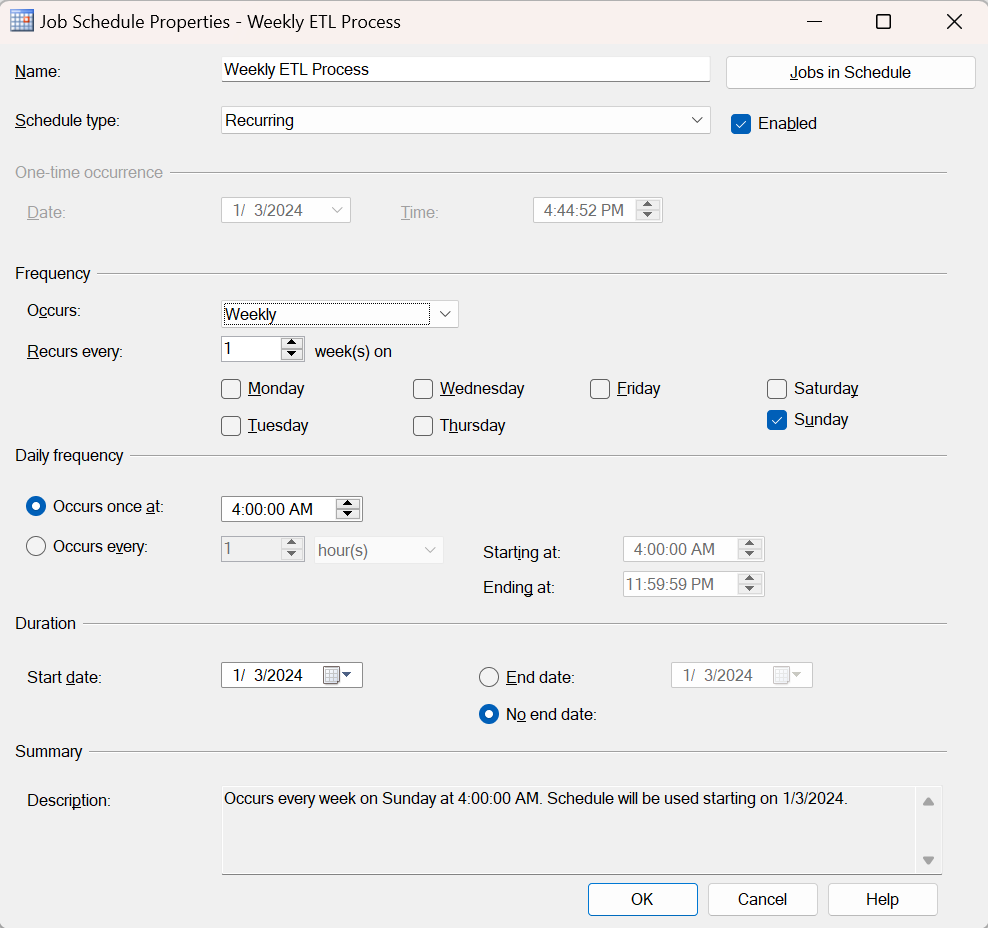 Job Schedule Properties - Weekly ETL Process
Name: Weekly ETL Process Jobs in Schedule
Schedule type: Recurring Enabled
One-time occurrence
Date: 1/ 3/2024 Time: 4:44:52 PM
Frequency
Occurs: Weekly
Recurs every: 1 week(s) on
Monday Wednesday Friday Saturday
Tuesday Thursday Sunday
Daily frequency
Occurs once at: 4:00:00 AM
Occurs every: 1 hour(s) Starting at: 4:00:00 AM
Ending at: 11:59:59 PM
Duration
Start date: 1/ 3/2024 End date: 1/ 3/2024
No end date:
Summary
Description: Occurs every week on Sunday at 4:00:00 AM. Schedule will be used starting on 1/3/2024.
OK Cancel Help